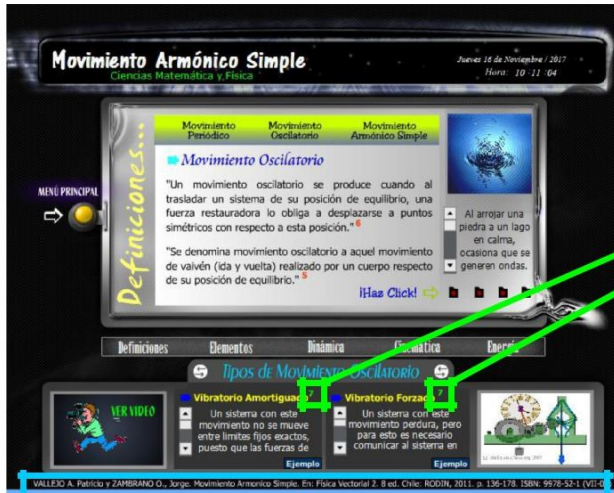 Movimiento Armónico Simple
Ciencias Matemática y Física
Jueves 16 de Noviembre / 2017
Hora: 10 :11 :04
MENÚ PRINCIPAL
Definiciones...
Movimiento Periódico
Movimiento Oscilatorio
Movimiento Armónico Simple
Movimiento Oscilatorio
"Un movimiento oscilatorio se produce cuando al
trasladar un sistema de su posición de equilibrio, una
fuerza restauradora lo obliga a desplazarse a puntos
simétricos con respecto a esta posición." 6
"Se denomina movimiento oscilatorio a aquel movimiento
de vaivén (ida y vuelta) realizado por un cuerpo respecto
de su posición de equilibrio." 5
¡Haz Click!
Al arrojar una
piedra a un lago
en calma,
ocasiona que se
generen ondas.
Definiciones Elementos Dinámica Cinemática Energía
Tipos de Movimiento Oscilatorio
VER VIDEO
Vibratorio Amortiguado 7
Un sistema con este
movimiento no se mueve
entre limites fijos exactos,
puesto que las fuerzas de
Ejemplo
Vibratorio Forzado 7
Un sistema con este
movimiento perdura, pero
para esto es necesario
comunicar al sistema en
Ejemplo
VALLEJO A. Patricio y ZAMBRANO O., Jorge. Movimiento Armonico Simple. En: Física Vectorial 2. 8 ed. Chile: RODIN, 2011. p. 136-178. ISBN: 9978-52-1 (VII-0